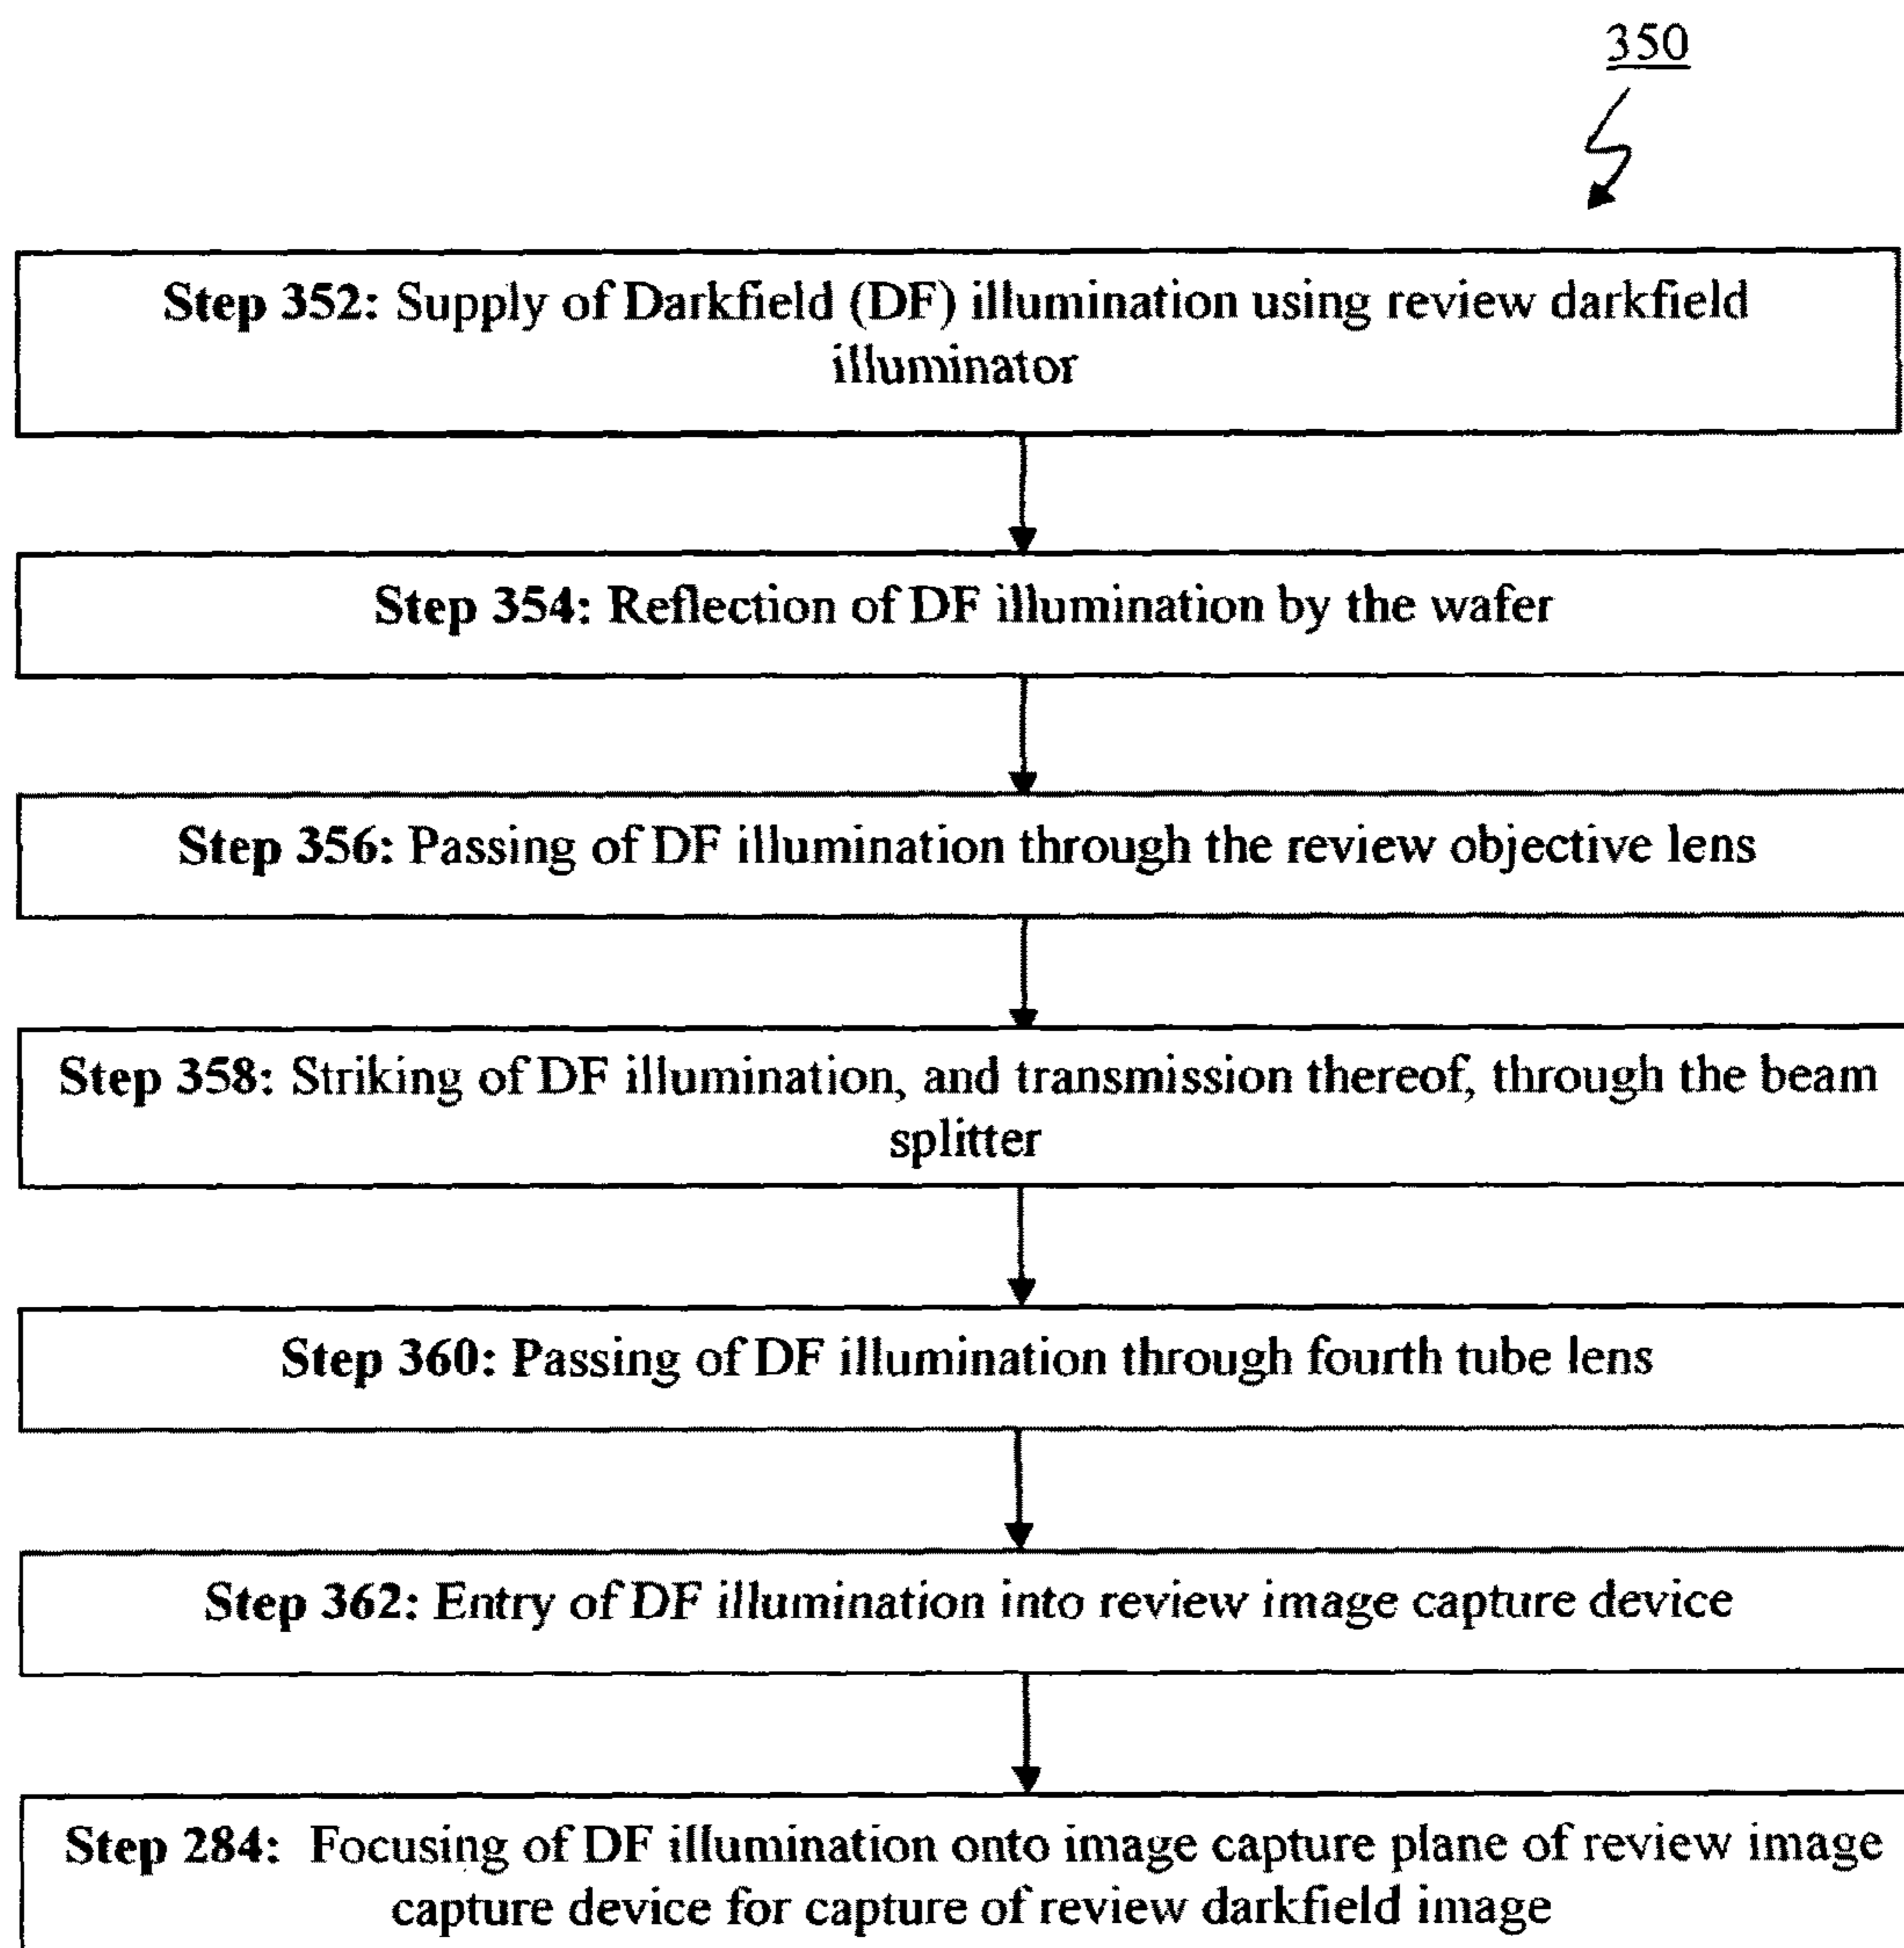 350
Step 352: Supply of Darkfield (DF) illumination using review darkfield
illuminator
Step 354: Reflection of DF illumination by the wafer
Step 356: Passing of DF illumination through the review objective lens
Step 358: Striking of DF illumination, and transmission thereof, through the beam
splitter
Step 360: Passing of DF illumination through fourth tube lens
Step 362: Entry of DF illumination into review image capture device
Step 284: Focusing of DF illumination onto image capture plane of review image
capture device for capture of review darkfield image